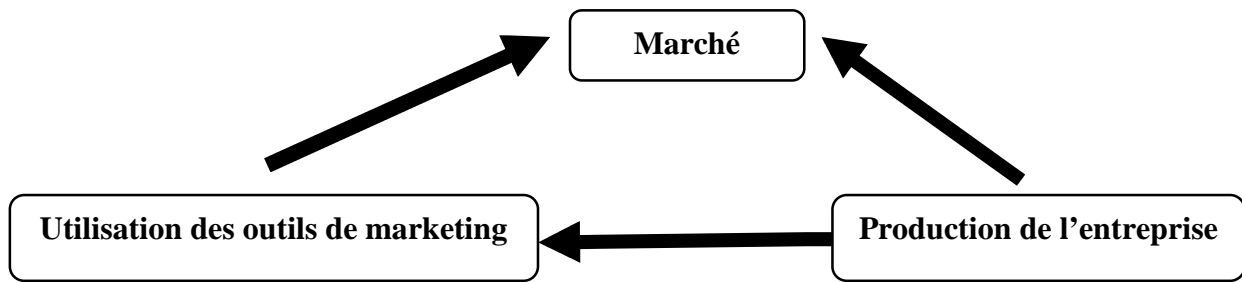 Marché
Utilisation des outils de marketing
Production de l’entreprise